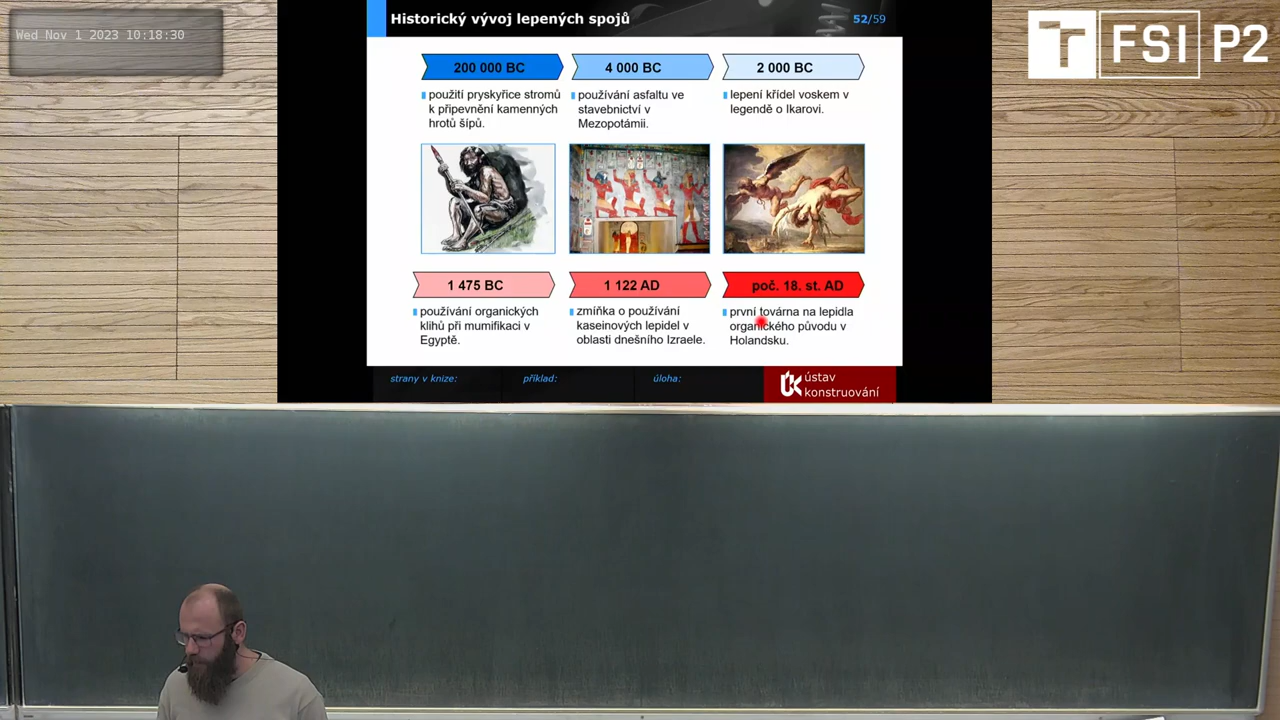 Wed Nov 1 2023 10:18:30
Historický vývoj lepených spojů
52/59
FSI P2
200 000 BC
4 000 BC
2 000 BC
použití pryskyřice stromů
k připevnění kamenných
hrotů šípů.
používání asfaltu ve
stavebnictví v
Mezopotámii.
lepení křídel voskem v
legendě o Ikarovi.
1 475 BC
1 122 AD
poč. 18. st. AD
používání organických
klihů při mumifikaci v
Egyptě.
zmíňka o používání
kaseinových lepidel v
oblasti dnešního Izraele.
první továrna na lepidla
organického původu v
Holandsku.
strany v knize:
příklad:
úloha:
ústav
konstruování